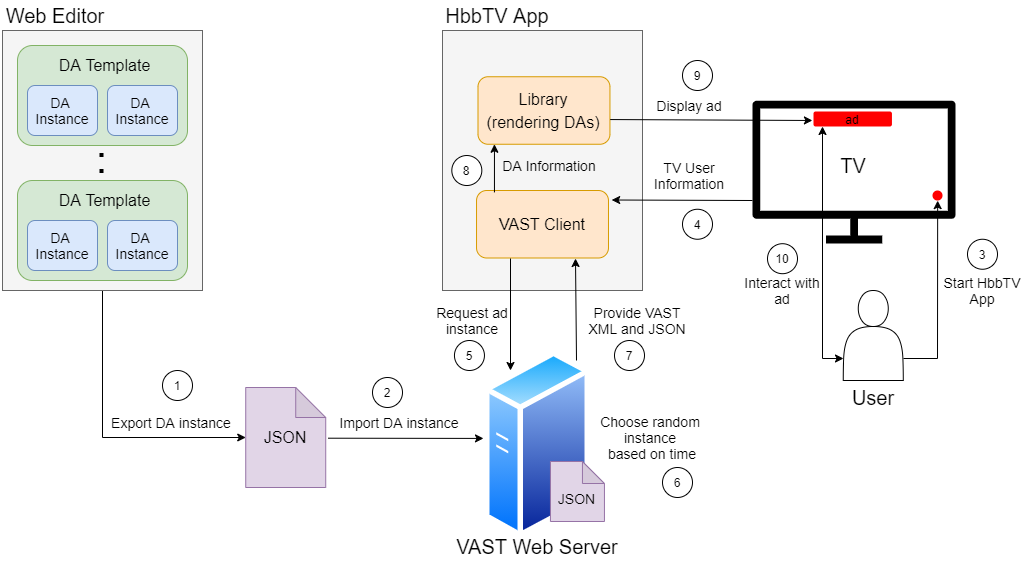 Web Editor
DA Template
DA
Instance
DA
Instance
DA Template
DA
Instance
DA
Instance
HbbTV App
Library
(rendering DAs)
8
DA Information
VAST Client
9
Display ad
TV User
Information
4
ad
TV
10
Interact with
ad
3
Start HbbTV
App
User
Request ad
instance
5
Provide VAST
XML and JSON
7
1
Export DA instance
JSON
2
Import DA instance
Choose random
instance
based on time
6
JSON
VAST Web Server